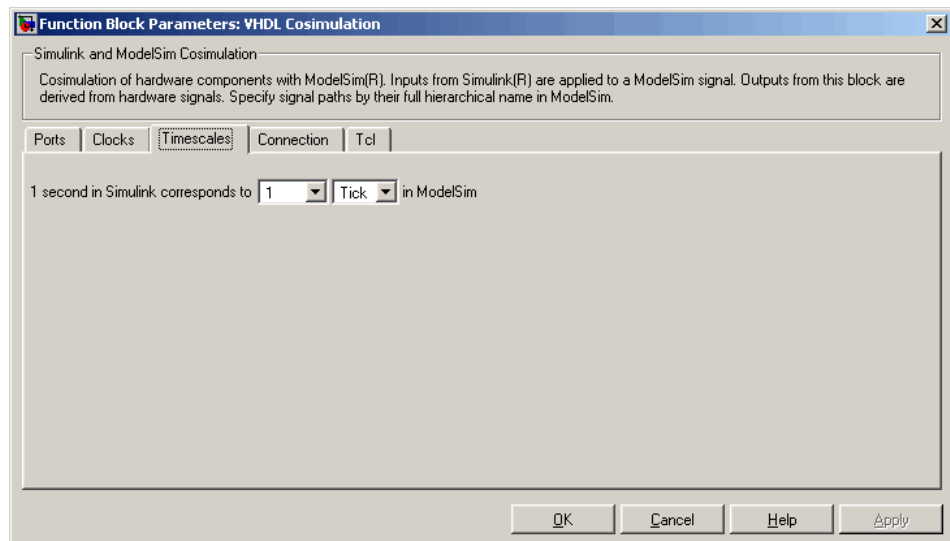 Function Block Parameters: VHDL Cosimulation
Simulink and ModelSim Cosimulation
Cosimulation of hardware components with ModelSim(R). Inputs from Simulink(R) are applied to a ModelSim signal. Outputs from this block are
derived from hardware signals. Specify signal paths by their full hierarchical name in ModelSim.
Ports Clocks Timescales Connection Tcl
1 second in Simulink corresponds to 1 Tick in ModelSim
OK Cancel Help Apply